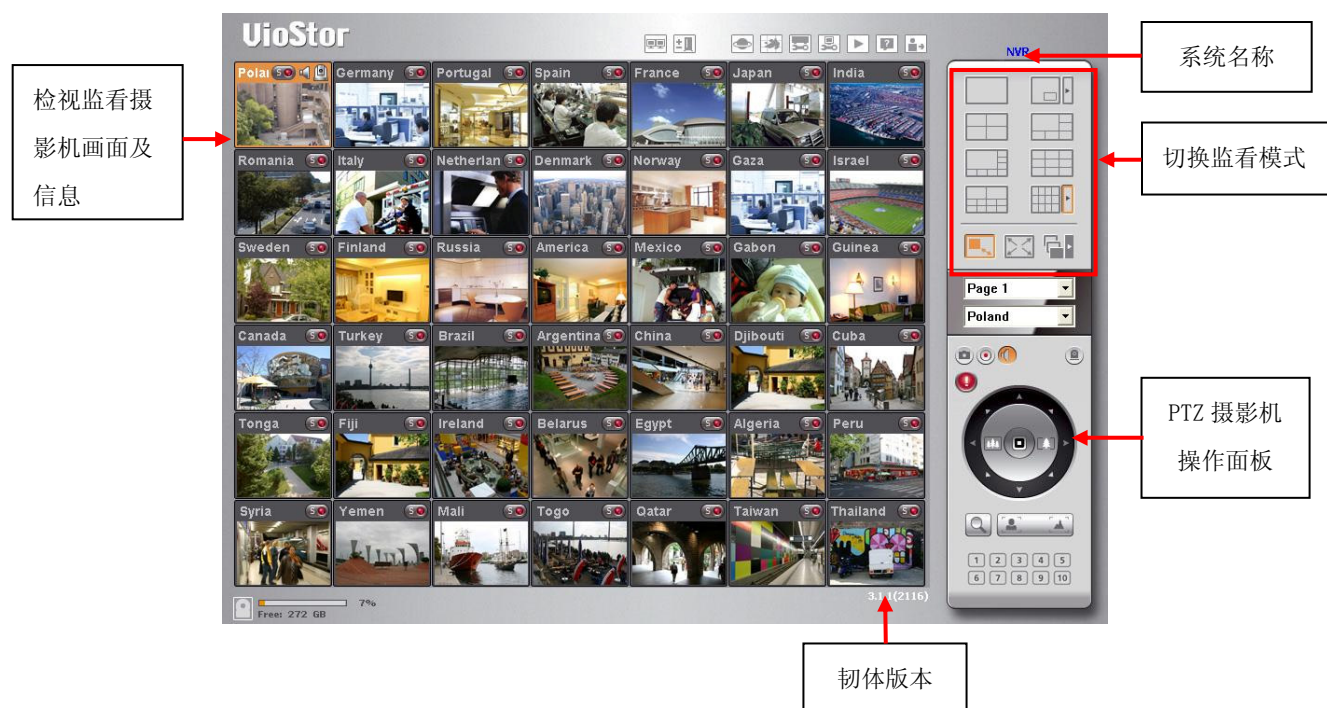 VioStor
NVR
系统名称
检视监看摄
影机画面及
信息
切换监看模式
Polar
Germany
Portugal
Spain
France
Japan
India
Romania
Italy
Netherlan
Denmark
Norway
Gaza
Israel
Sweden
Finland
Russia
America
Mexico
Gabon
Guinea
Page 1
Poland
Canada
Turkey
Brazil
Argentina
China
Djibouti
Cuba
Tonga
Fiji
Ireland
Belarus
Egypt
Algeria
Peru
PTZ 摄影机
操作面板
Syria
Yemen
Mali
Togo
Qatar
Taiwan
Thailand
1 2 3 4 5
6 7 8 9 10
7%
Free: 272 GB
3.1.1(2116)
韧体版本